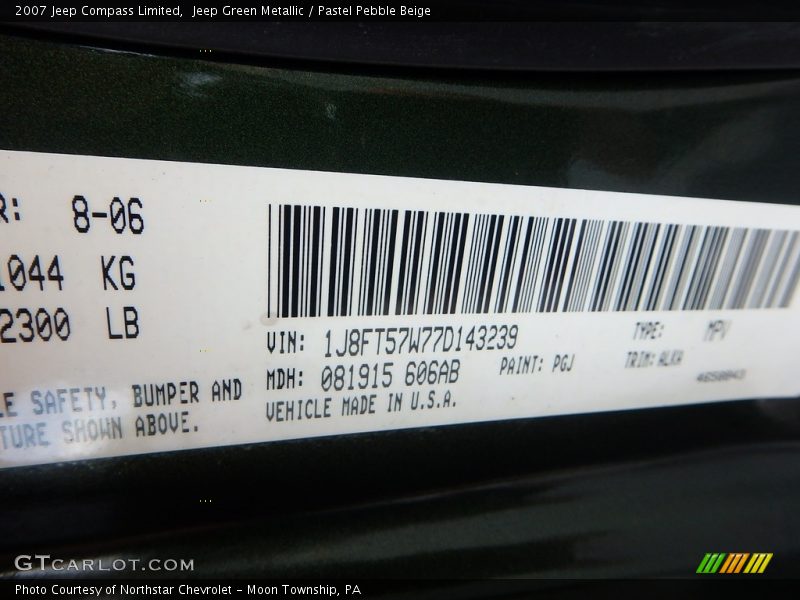 2007 Jeep Compass Limited, Jeep Green Metallic / Pastel Pebble Beige
R: 8-06
1044 KG
2300 LB
LE SAFETY, BUMPER AND
TURE SHOWN ABOVE.
VIN: 1J8FT57W77D143239
MDH: 081915 606AB
VEHICLE MADE IN U.S.A.
PAINT: PGJ
TYPE: MPV
TRIM: ALKA
GTCARLOT.COM
Photo Courtesy of Northstar Chevrolet - Moon Township, PA